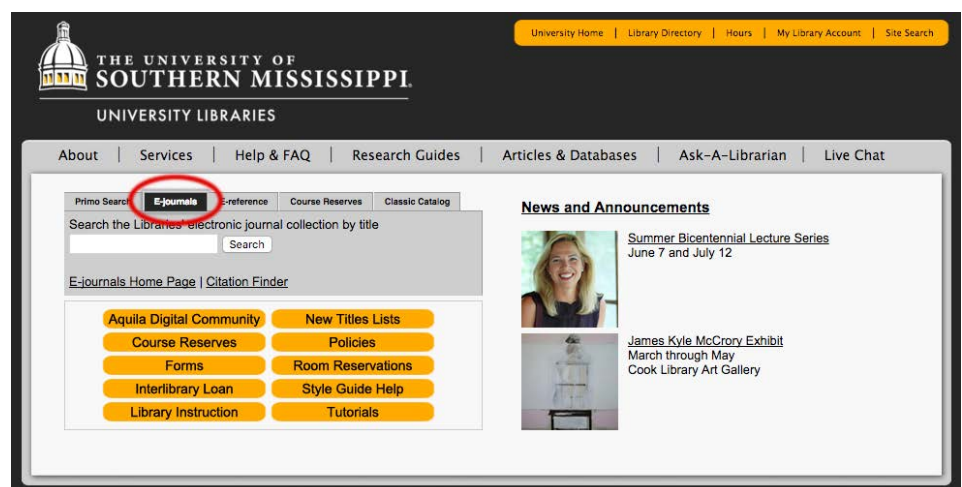 University Home | Library Directory | Hours | My Library Account | Site Search
THE UNIVERSITY OF
SOUTHERN MISSISSIPPI.
UNIVERSITY LIBRARIES
About | Services | Help & FAQ | Research Guides | Articles & Databases | Ask-A-Librarian | Live Chat
Primo Search E-journals E-reference Course Reserves Classic Catalog
Search the Libraries' electronic journal collection by title
Search
E-journals Home Page | Citation Finder
Aquila Digital Community New Titles Lists
Course Reserves Policies
Forms Room Reservations
Interlibrary Loan Style Guide Help
Library Instruction Tutorials
News and Announcements
Summer Bicentennial Lecture Series
June 7 and July 12
James Kyle McCrory Exhibit
March through May
Cook Library Art Gallery